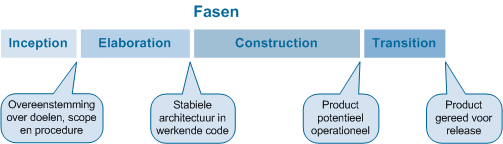 Fasen
Inception
Elaboration
Construction
Transition
Overeenstemming
over doelen, scope
en procedure
Stabiele
architectuur in
werkende code
Product
potentieel
operationeel
Product
gereed voor
release